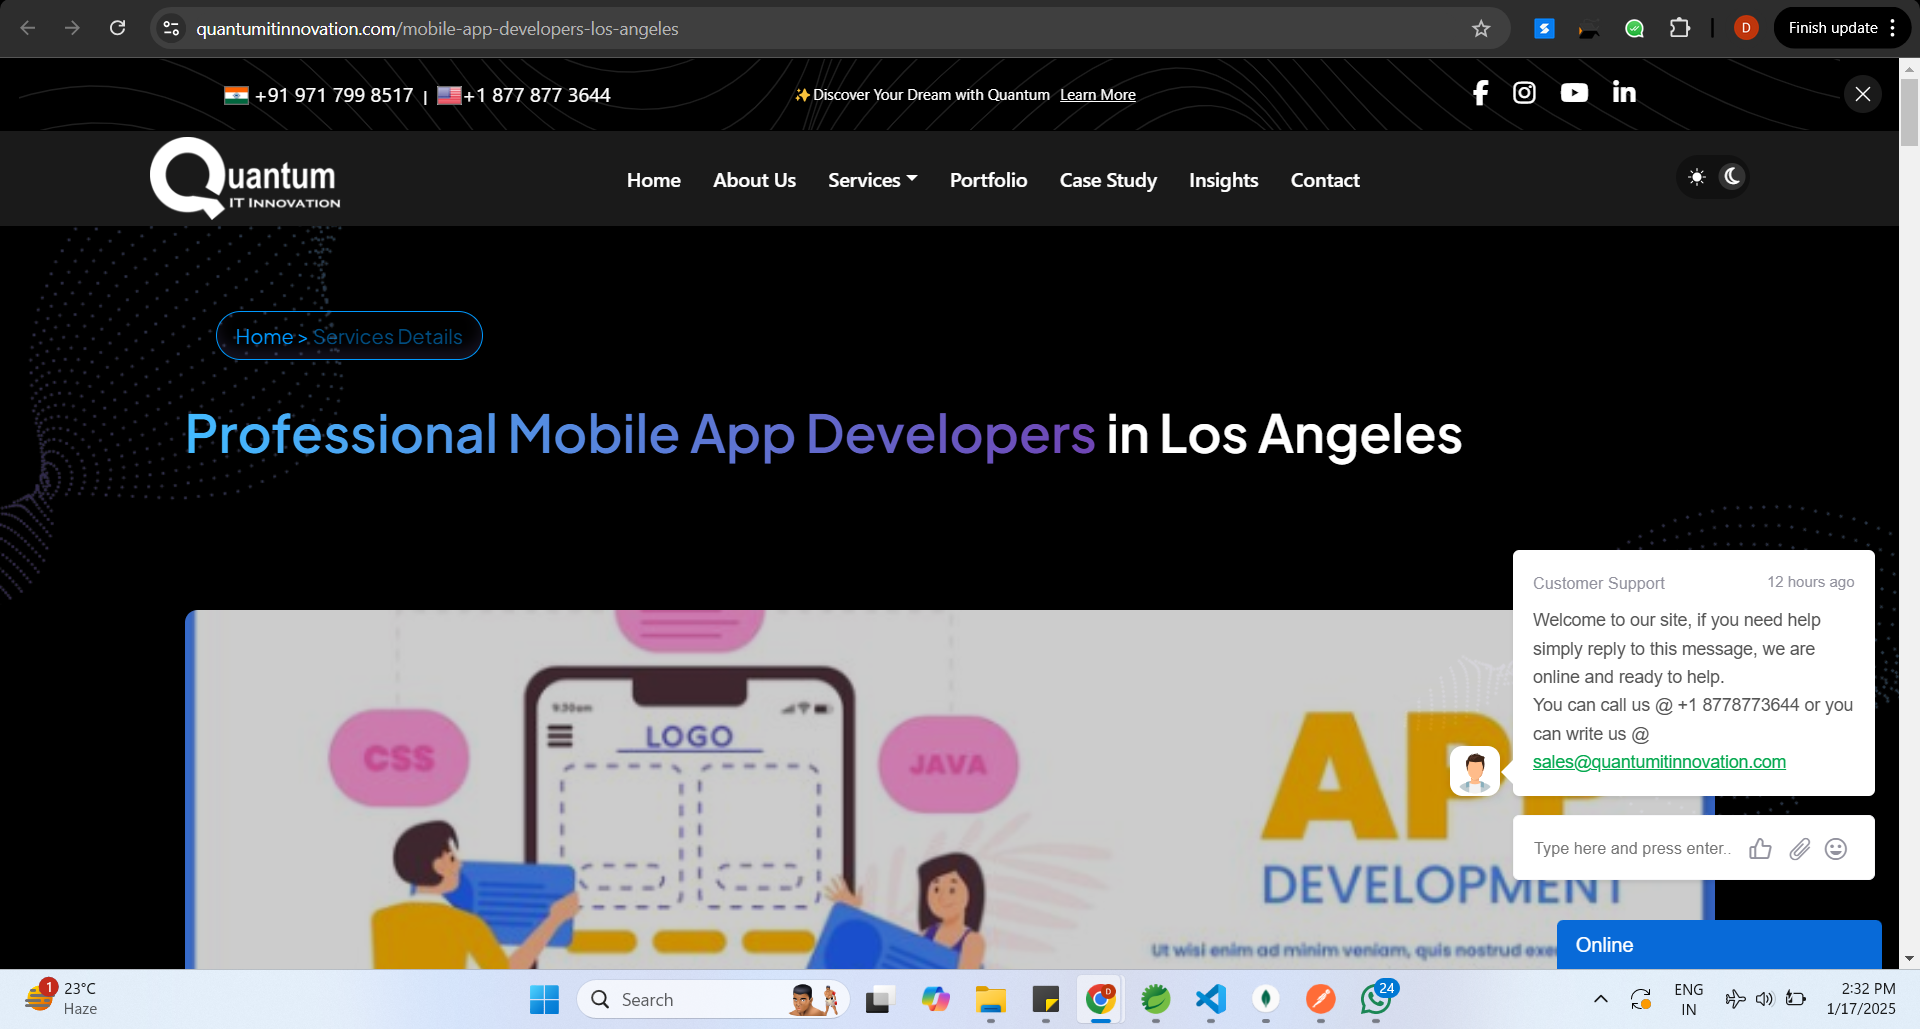 quantumitinnovation.com/mobile-app-developers-los-angeles
D
Finish update
+91 971 799 8517 | +1 877 877 3644
✨Discover Your Dream with Quantum Learn More
Quantum
IT INNOVATION
Home
About Us
Services
Portfolio
Case Study
Insights
Contact
Home > Services Details
Professional Mobile App Developers in Los Angeles
9:30am
LOGO
CSS
JAVA
APP
DEVELOPMENT
Ut wisi enim ad minim veniam, quis nostrud
Customer Support
12 hours ago
Welcome to our site, if you need help
simply reply to this message, we are
online and ready to help.
You can call us @ +1 8778773644 or you
can write us @
sales@quantumitinnovation.com
Type here and press enter..
Online
1
23°C
Haze
Search
D
24
ENG
IN
2:32 PM
1/17/2025